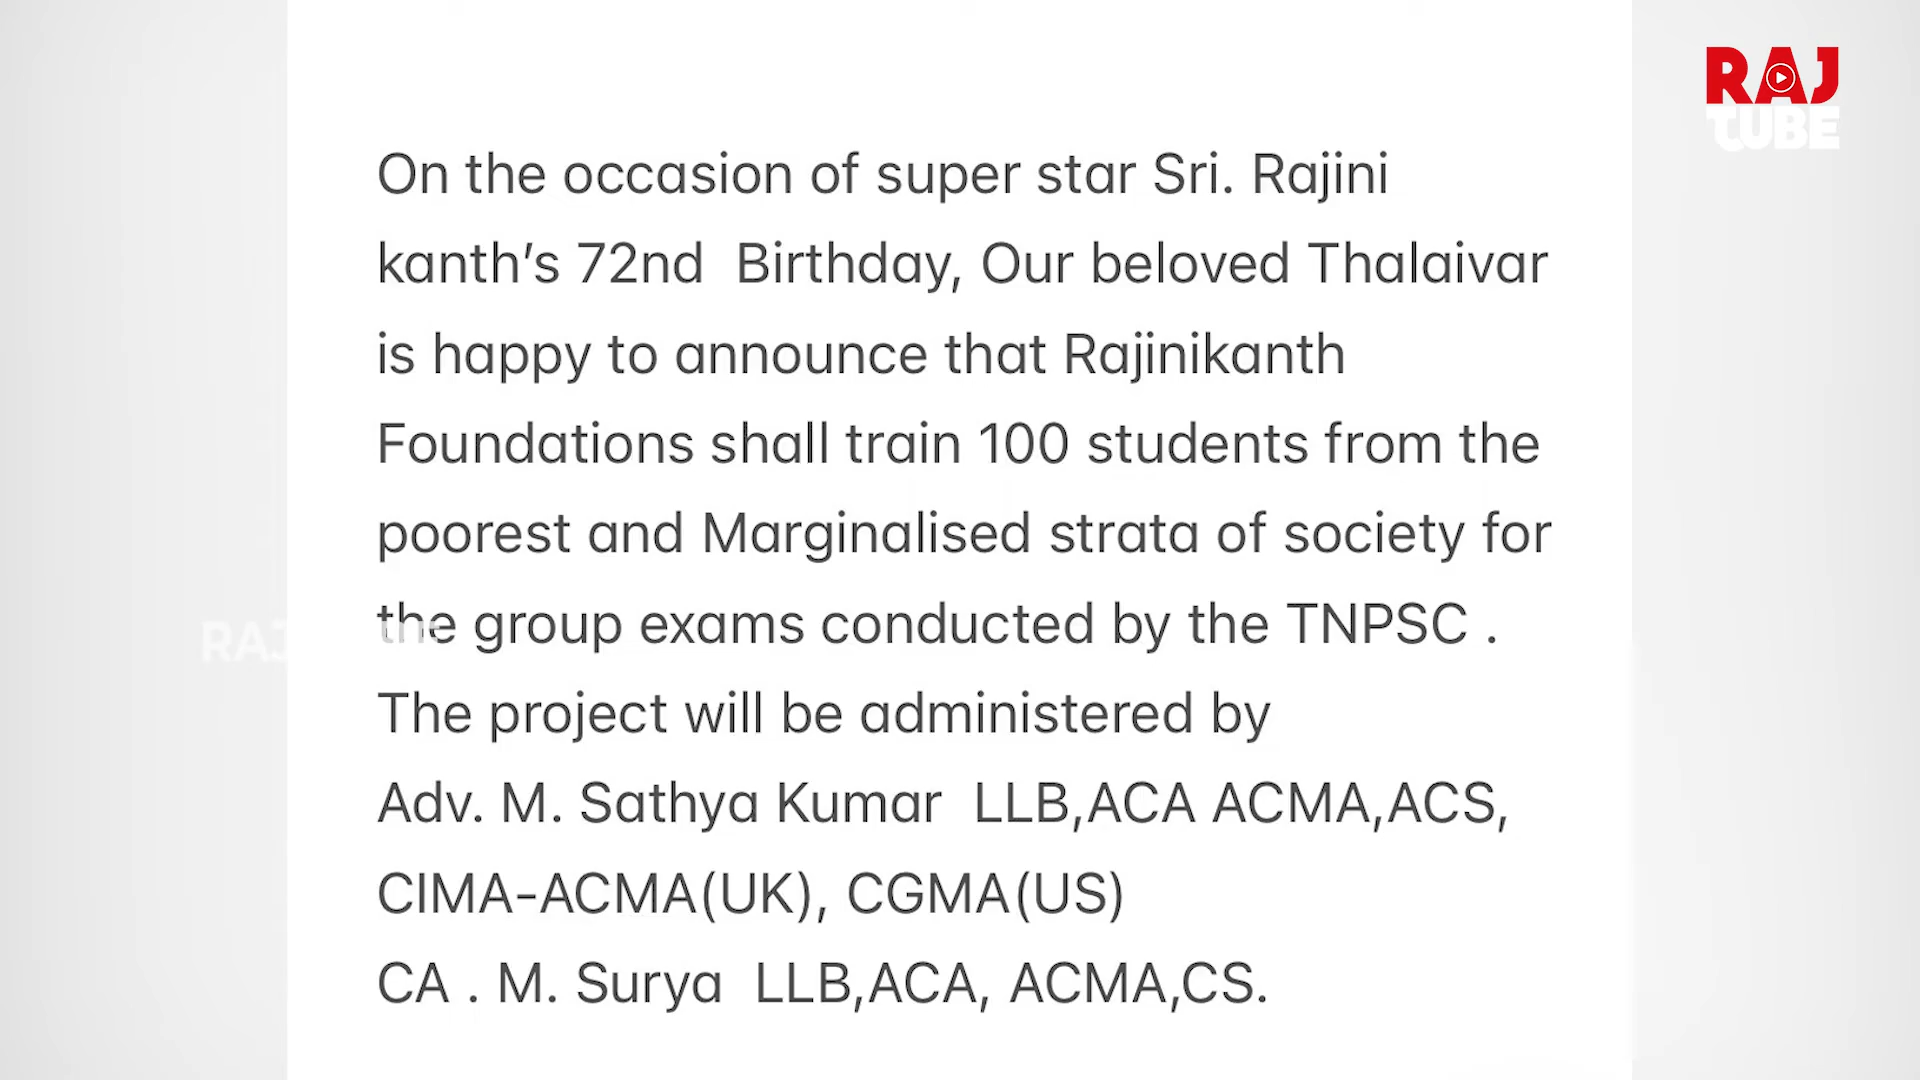 RAJ
TUBE
On the occasion of super star Sri. Rajini
kanth's 72nd  Birthday, Our beloved Thalaivar
is happy to announce that Rajinikanth
Foundations shall train 100 students from the
poorest and Marginalised strata of society for
the group exams conducted by the TNPSC .
The project will be administered by
Adv. M. Sathya Kumar  LLB,ACA ACMA,ACS,
CIMA-ACMA(UK), CGMA(US)
CA . M. Surya  LLB,ACA, ACMA,CS.